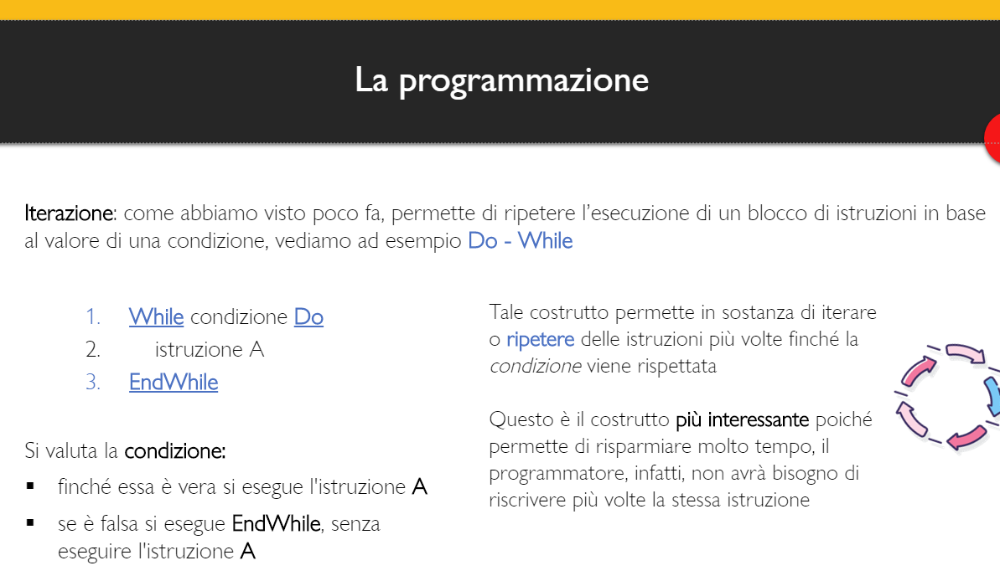 La programmazione
Iterazione: come abbiamo visto poco fa, permette di ripetere l’esecuzione di un blocco di istruzioni in base
al valore di una condizione, vediamo ad esempio Do - While
1. While condizione Do
2. istruzione A
3. EndWhile
Si valuta la condizione:
▪ finché essa è vera si esegue l'istruzione A
▪ se è falsa si esegue EndWhile, senza
eseguire l'istruzione A
Tale costrutto permette in sostanza di iterare
o ripetere delle istruzioni più volte finché la
condizione viene rispettata
Questo è il costrutto più interessante poiché
permette di risparmiare molto tempo, il
programmatore, infatti, non avrà bisogno di
riscrivere più volte la stessa istruzione